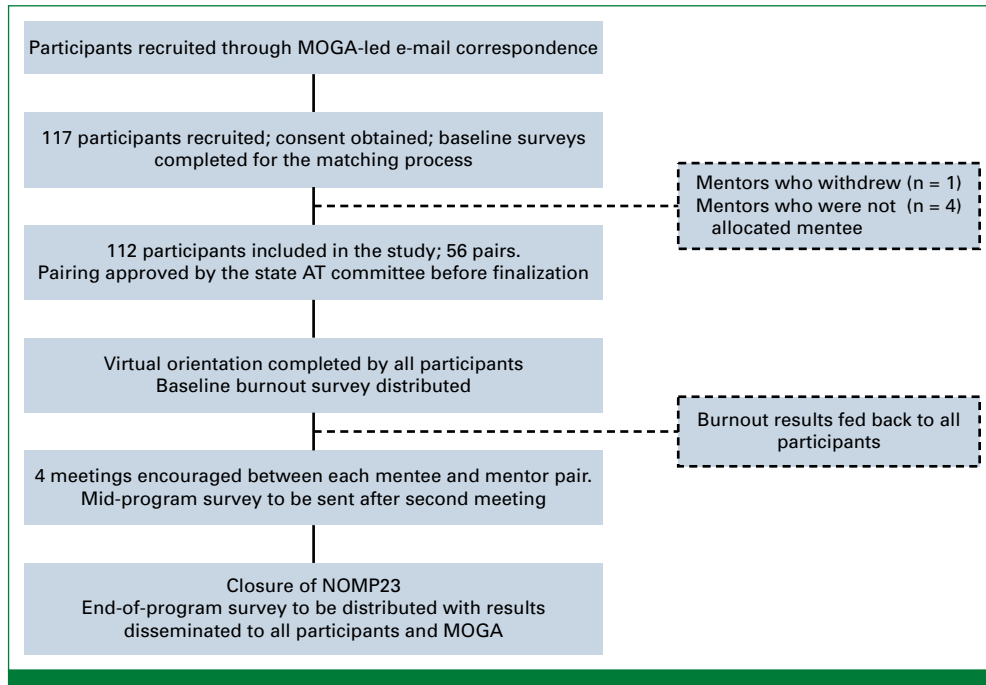 Participants recruited through MOGA-led e-mail correspondence
117 participants recruited; consent obtained; baseline surveys
completed for the matching process
Mentors who withdrew (n = 1)
Mentors who were not (n = 4)
allocated mentee
112 participants included in the study; 56 pairs.
Pairing approved by the state AT committee before finalization
Virtual orientation completed by all participants
Baseline burnout survey distributed
Burnout results fed back to all
participants
4 meetings encouraged between each mentee and mentor pair.
Mid-program survey to be sent after second meeting
Closure of NOMP23
End-of-program survey to be distributed with results
disseminated to all participants and MOGA